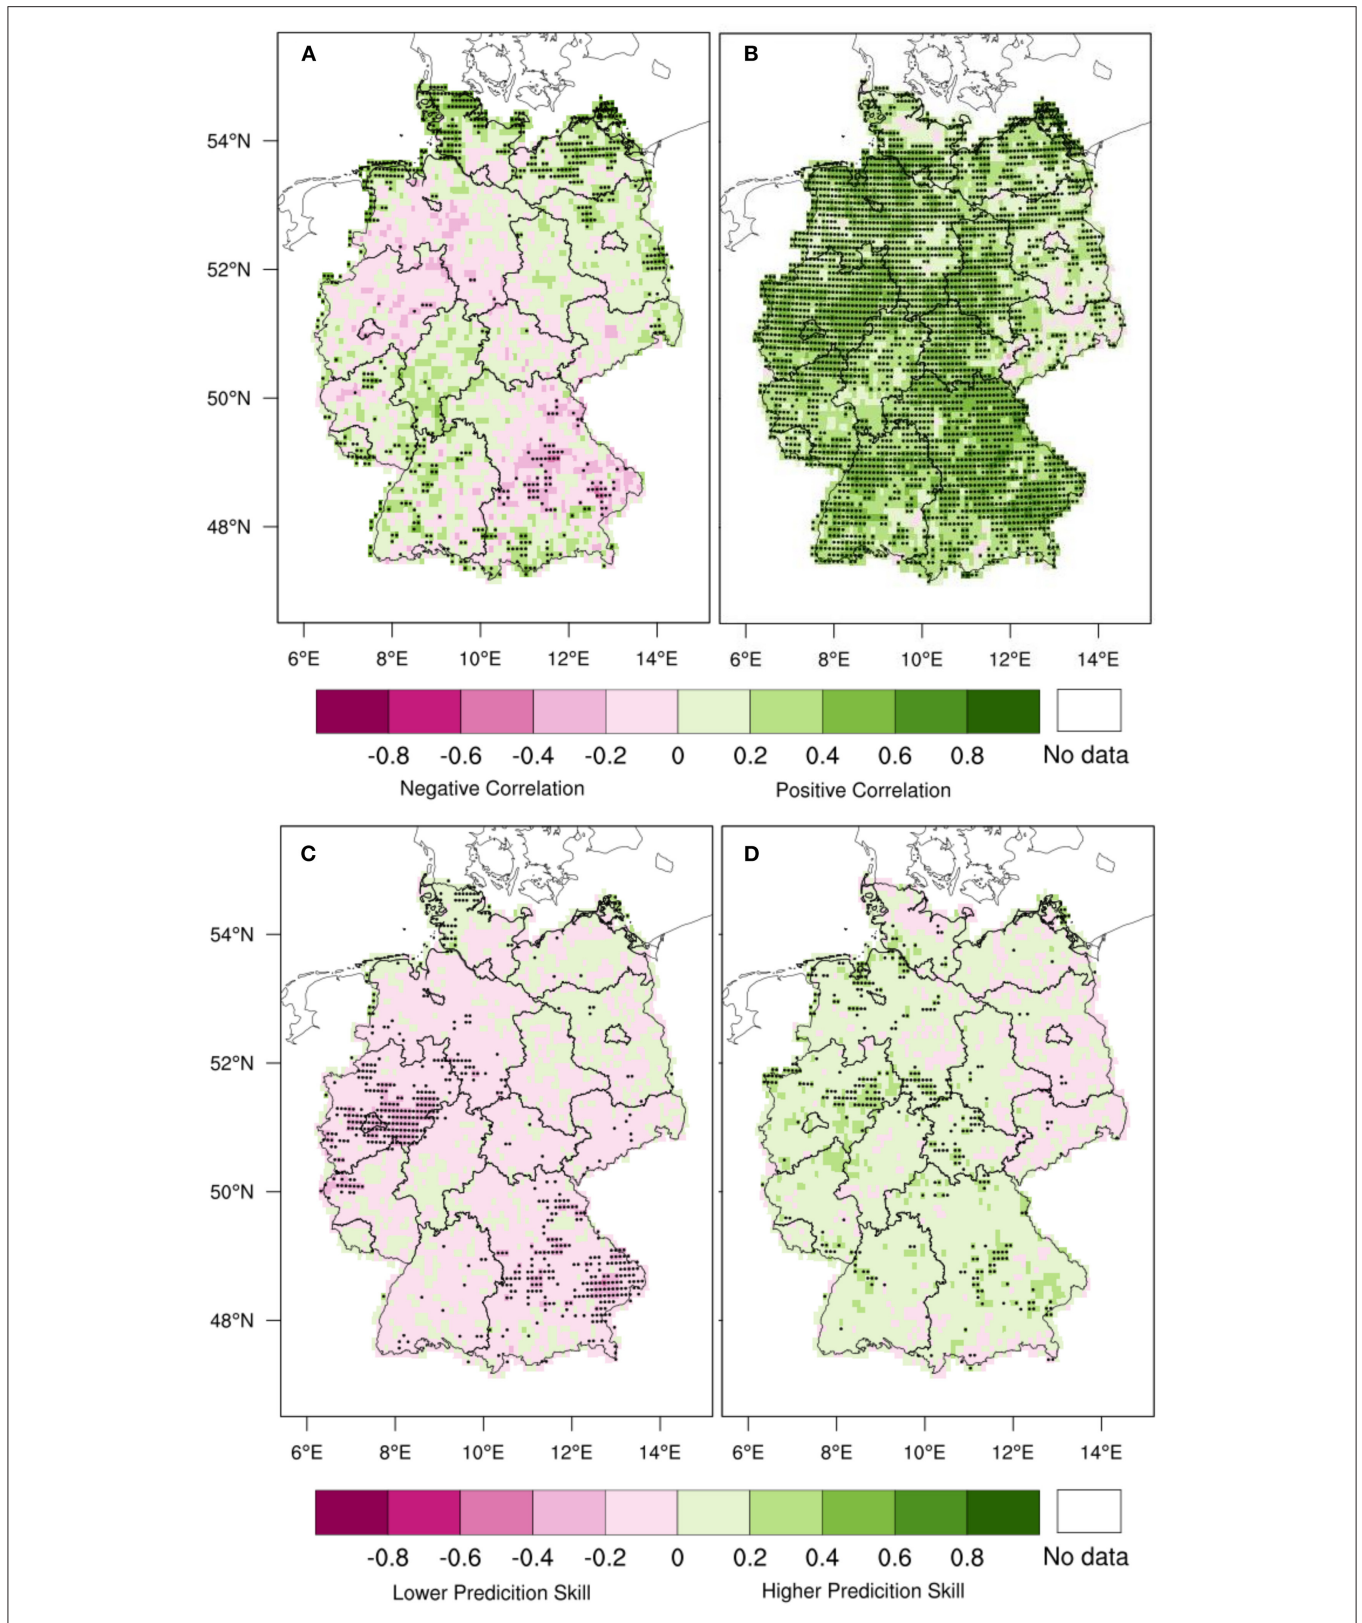 A
B
54°N
52°N
50°N
48°N
6°E 8°E 10°E 12°E 14°E
6°E 8°E 10°E 12°E 14°E
-0.8 -0.6 -0.4 -0.2 0 0.2 0.4 0.6 0.8 No data
Negative Correlation Positive Correlation
C
D
54°N
52°N
50°N
48°N
6°E 8°E 10°E 12°E 14°E
6°E 8°E 10°E 12°E 14°E
-0.8 -0.6 -0.4 -0.2 0 0.2 0.4 0.6 0.8 No data
Lower Predicition Skill Higher Predicition Skill